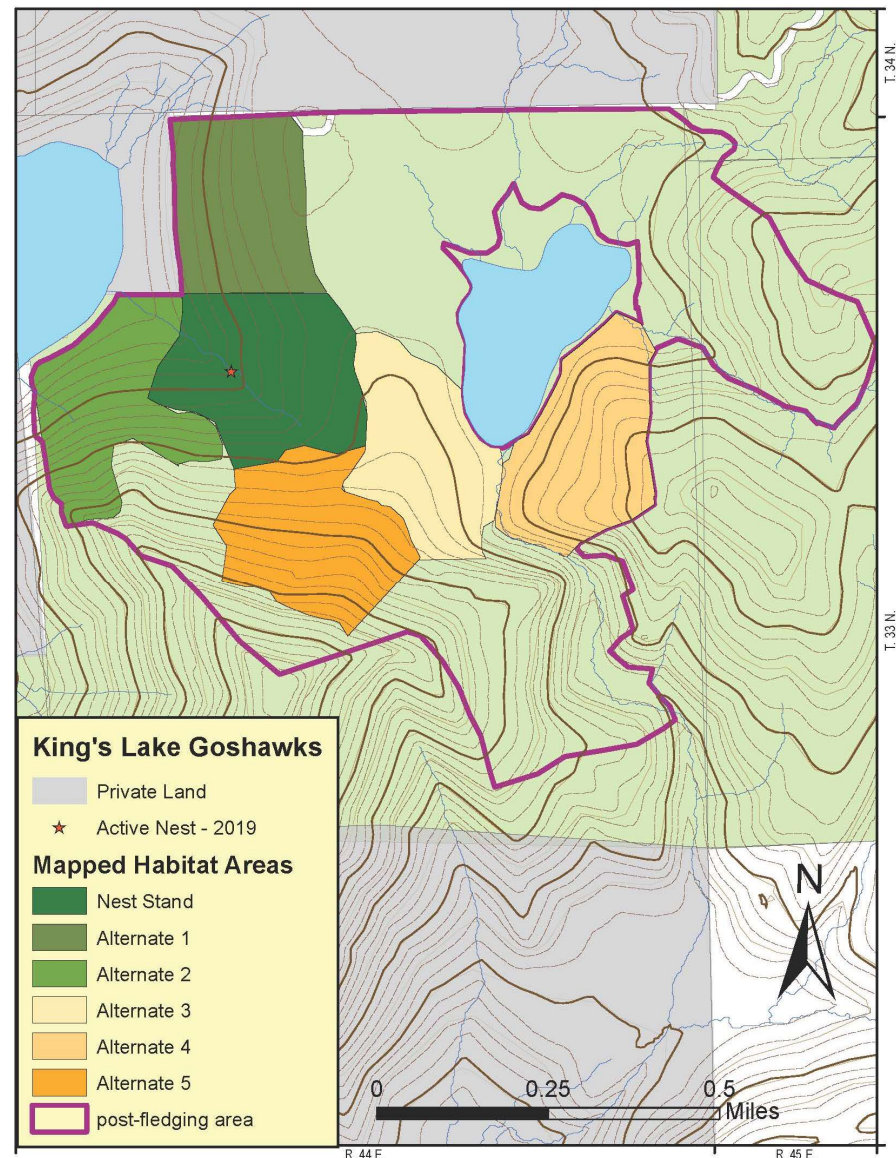 T. 34 N.
T. 33 N.
King's Lake Goshawks
Private Land
Active Nest - 2019
Mapped Habitat Areas
Nest Stand
Alternate 1
Alternate 2
Alternate 3
Alternate 4
Alternate 5
post-fledging area
N
0 0.25 0.5
Miles
R. 44 E. R. 45 E.